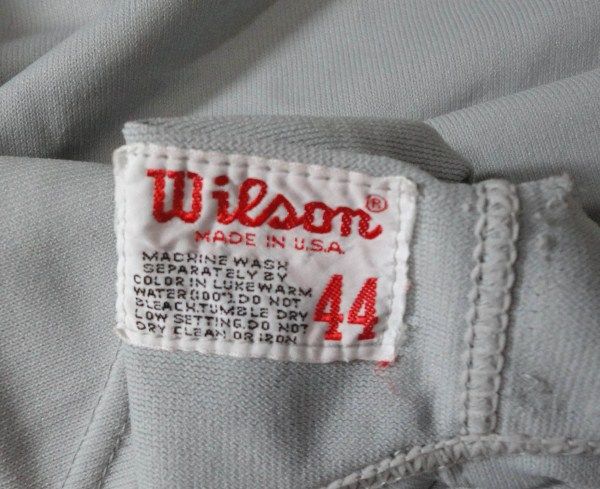 Wilson®
MADE IN U.S.A.
MACHINE WASH
SEPARATELY BY
COLOR IN LUKEWARM
WATER(100°). DO NOT
BLEACH.TUMBLE DRY
LOW SETTING. DO NOT
DRY CLEAN OR IRON
44